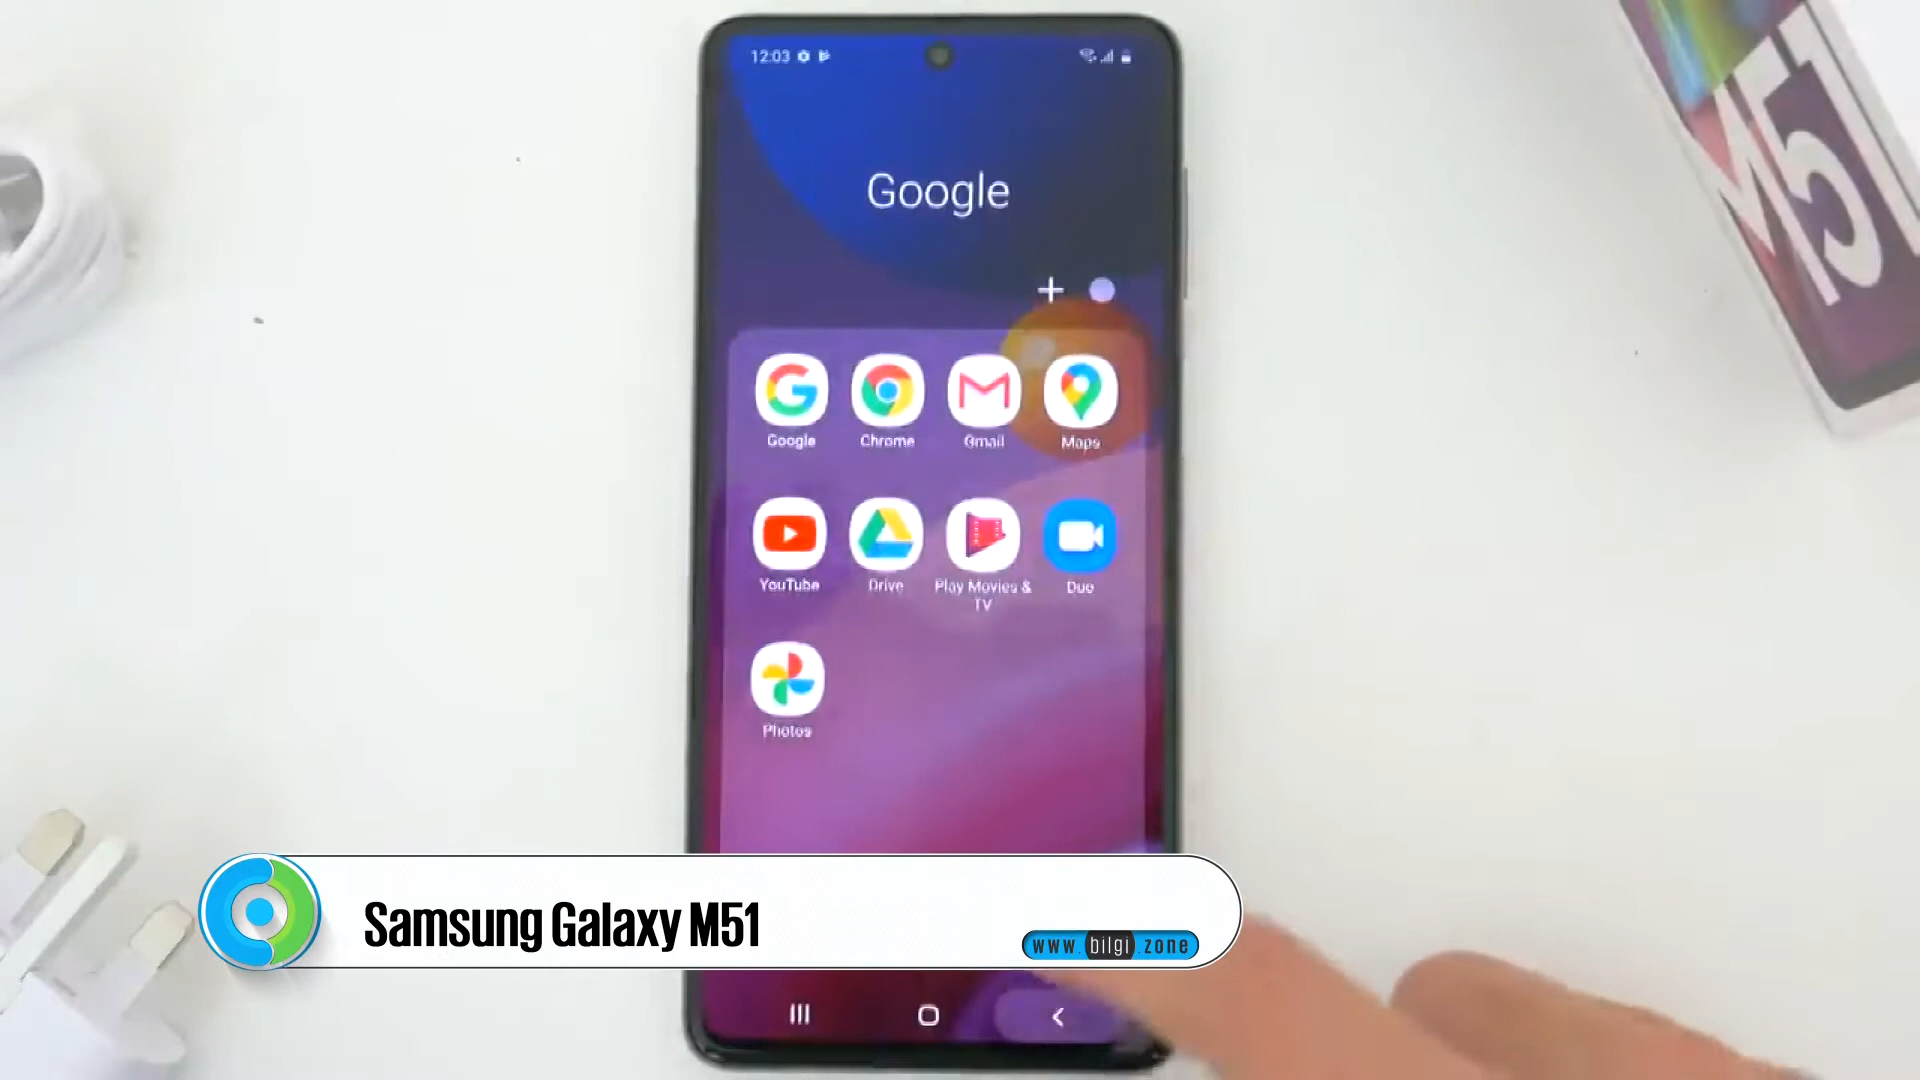 12:03
M51
Google
Google Chrome Gmail Maps
YouTube Drive Play Movies & TV Duo
Photos
Samsung Galaxy M51
www.bilgi.zone